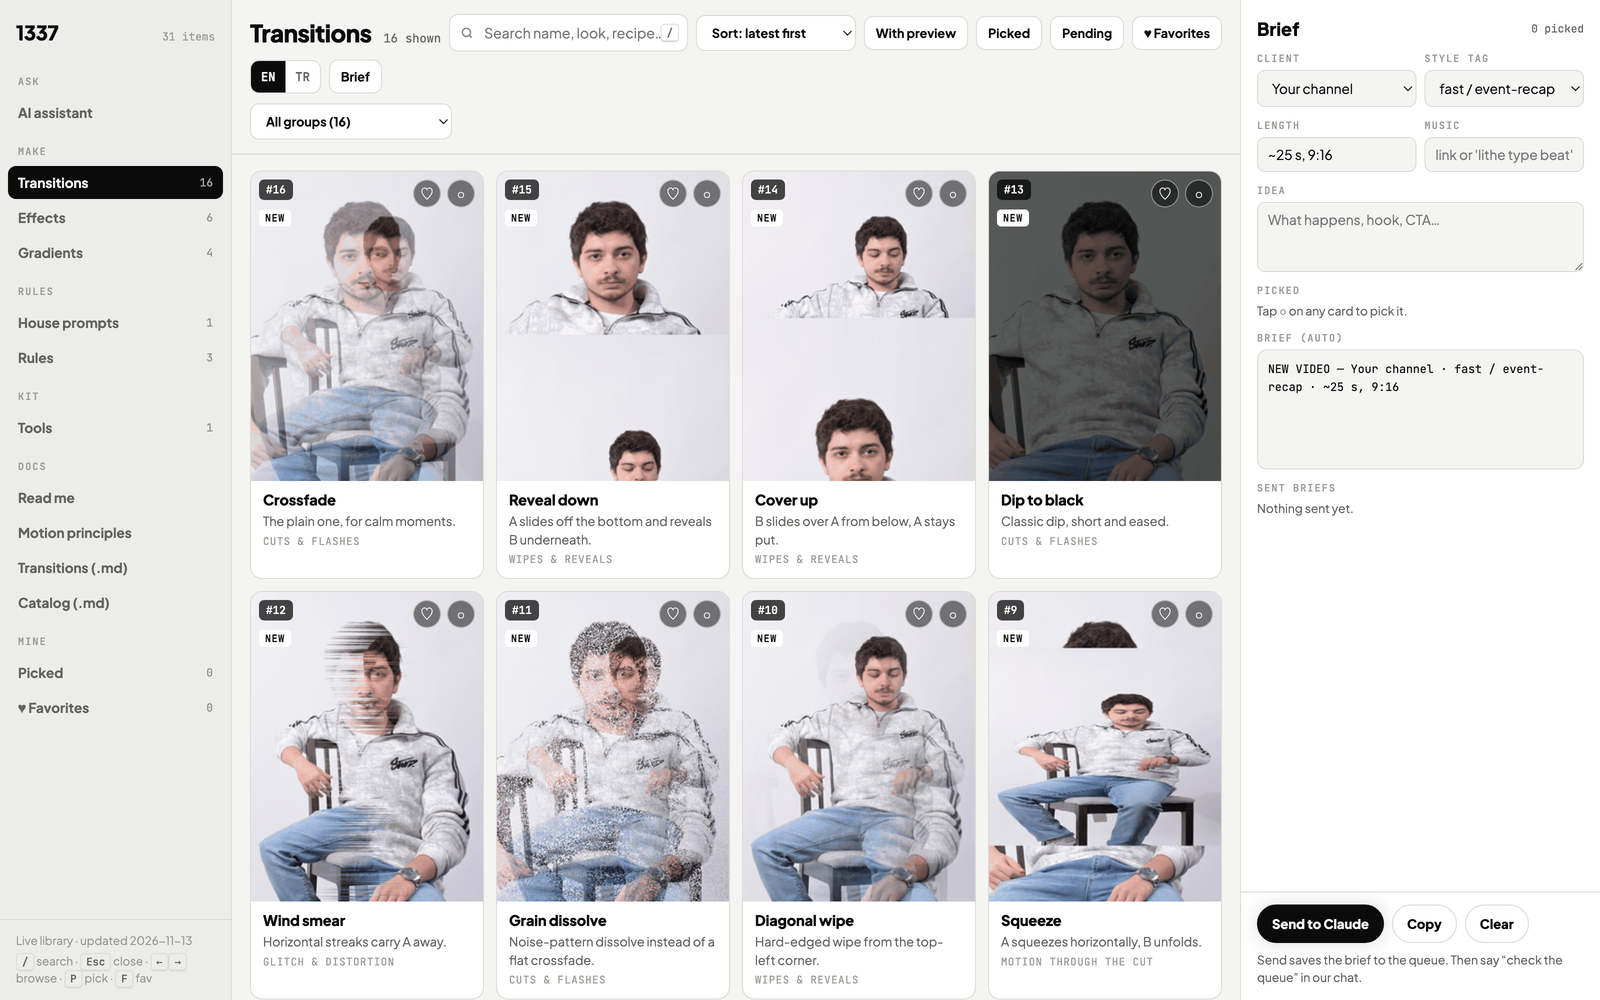 1337
31 items
ASK
AI assistant
MAKE
Transitions 16
Effects 6
Gradients 4
RULES
House prompts 1
Rules 3
KIT
Tools 1
DOCS
Read me
Motion principles
Transitions (.md)
Catalog (.md)
MINE
Picked 0
♥ Favorites 0
Live library · updated 2026-11-13
/ search · Esc close · ← →
browse · P pick · F fav
Transitions 16 shown
Search name, look, recipe... /
Sort: latest first
With preview
Picked
Pending
♥ Favorites
EN TR
Brief
All groups (16)
#16
NEW
Crossfade
The plain one, for calm moments.
CUTS & FLASHES
#15
NEW
Reveal down
A slides off the bottom and reveals
B underneath.
WIPES & REVEALS
#14
NEW
Cover up
B slides over A from below, A stays
put.
WIPES & REVEALS
#13
NEW
Dip to black
Classic dip, short and eased.
CUTS & FLASHES
#12
NEW
Wind smear
Horizontal streaks carry A away.
GLITCH & DISTORTION
#11
NEW
Grain dissolve
Noise-pattern dissolve instead of a
flat crossfade.
CUTS & FLASHES
#10
NEW
Diagonal wipe
Hard-edged wipe from the top-
left corner.
WIPES & REVEALS
#9
NEW
Squeeze
A squeezes horizontally, B unfolds.
MOTION THROUGH THE CUT
Brief
0 picked
CLIENT
Your channel
STYLE TAG
fast / event-recap
LENGTH
~25 s, 9:16
MUSIC
link or 'lithe type beat'
IDEA
What happens, hook, CTA...
PICKED
Tap ○ on any card to pick it.
BRIEF (AUTO)
NEW VIDEO — Your channel · fast / event-
recap · ~25 s, 9:16
SENT BRIEFS
Nothing sent yet.
Send to Claude
Copy
Clear
Send saves the brief to the queue. Then say “check the
queue” in our chat.